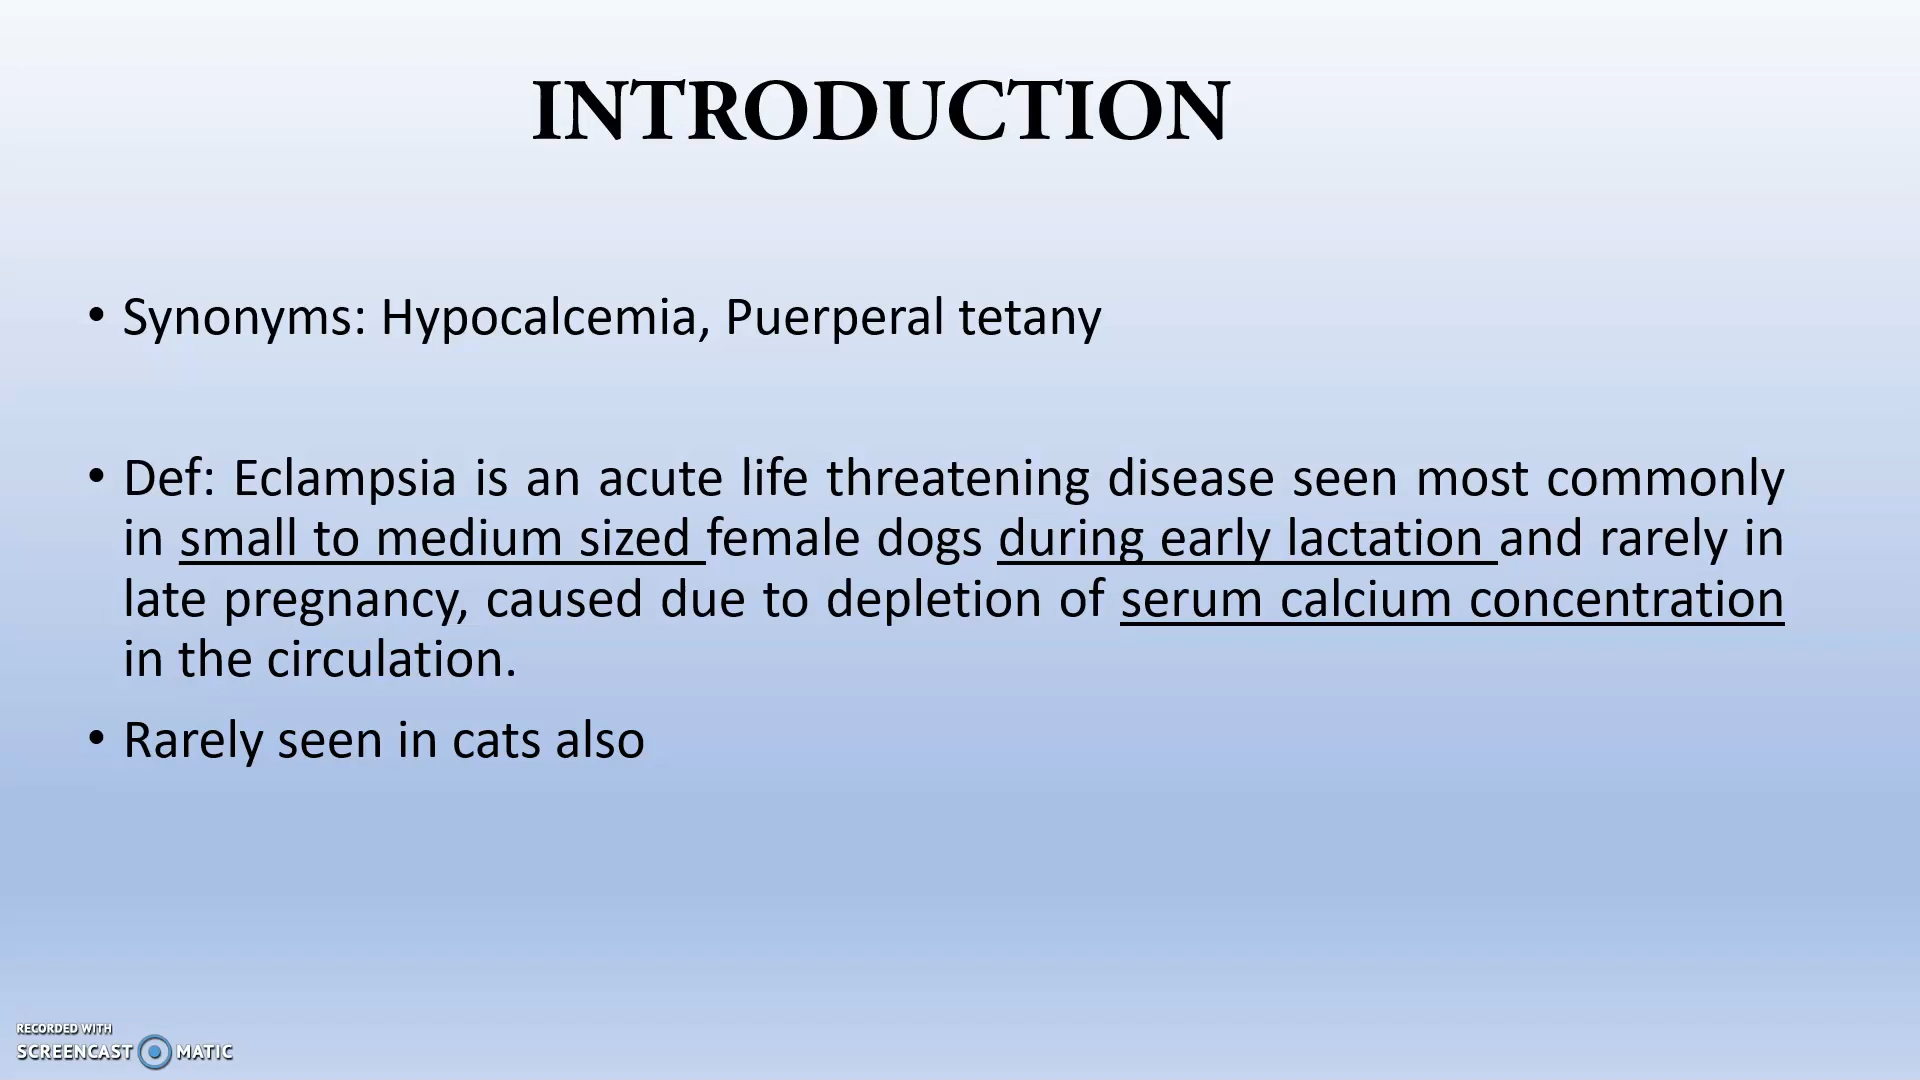 INTRODUCTION
• Synonyms: Hypocalcemia, Puerperal tetany
• Def: Eclampsia is an acute life threatening disease seen most commonly
in small to medium sized female dogs during early lactation and rarely in
late pregnancy, caused due to depletion of serum calcium concentration
in the circulation.
• Rarely seen in cats also
RECORDED WITH
SCREENCAST MATIC